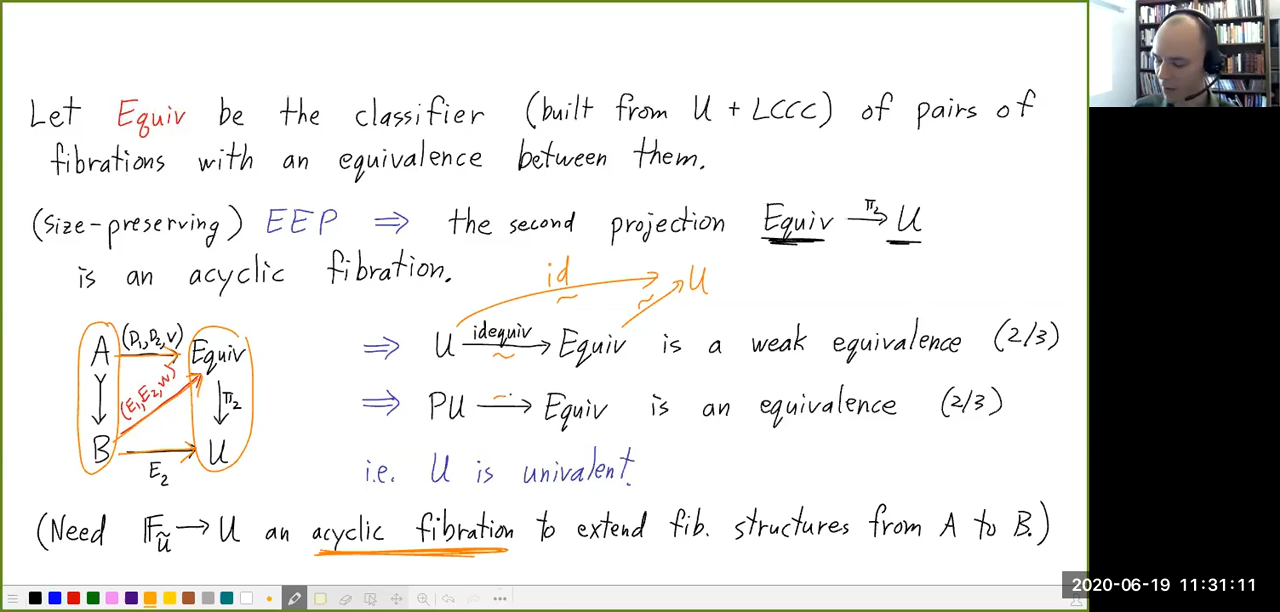 Let Equiv be the classifier (built from U + LCCC) of pairs of
fibrations with an equivalence between them.
(size-preserving) EEP ⇒ the second projection Equiv →π₂ U
is an acyclic fibration.
id
~
~
U
A (D₁,D₂,v) Equiv
(E₁,E₂,w)
π₂
B E₂ U
⇒ U idequiv→ Equiv is a weak equivalence (2/3)
~
⇒ PU ~→ Equiv is an equivalence (2/3)
i.e. U is univalent.
(Need 𝔽_Ũ → U an acyclic fibration to extend fib. structures from A to B.)
2020-06-19 11:31:11